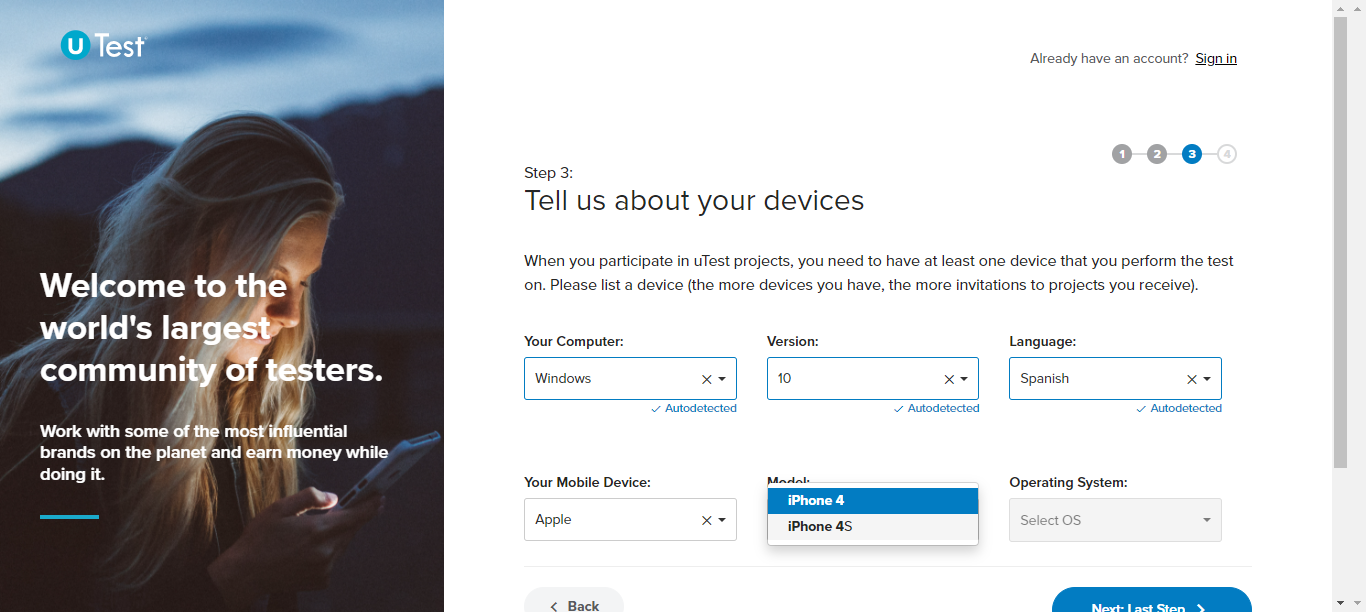 U Test
Already have an account? Sign in
1 2 3 4
Step 3:
Tell us about your devices
Welcome to the
world's largest
community of testers.
Work with some of the most influential
brands on the planet and earn money while
doing it.
When you participate in uTest projects, you need to have at least one device that you perform the test
on. Please list a device (the more devices you have, the more invitations to projects you receive).
Your Computer: Version: Language:
Windows 10 Spanish
Autodetected Autodetected Autodetected
Your Mobile Device: Model: Operating System:
Apple Select OS
iPhone 4
iPhone 4S
Back Next: Last Step